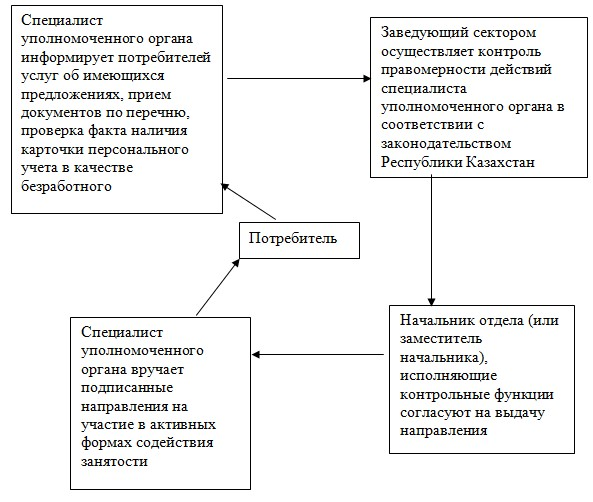 Специалист
уполномоченного органа
информирует потребителей
услуг об имеющихся
предложениях, прием
документов по перечню,
проверка факта наличия
карточки персонального
учета в качестве
безработного
Заведующий сектором
осуществляет контроль
правомерности действий
специалиста
уполномоченного органа в
соответствии с
законодательством
Республики Казахстан
Потребитель
Специалист
уполномоченного
органа вручает
подписанные
направления на
участие в активных
формах содействия
занятости
Начальник отдела (или
заместитель
начальника),
исполняющие
контрольные функции
согласуют на выдачу
направления